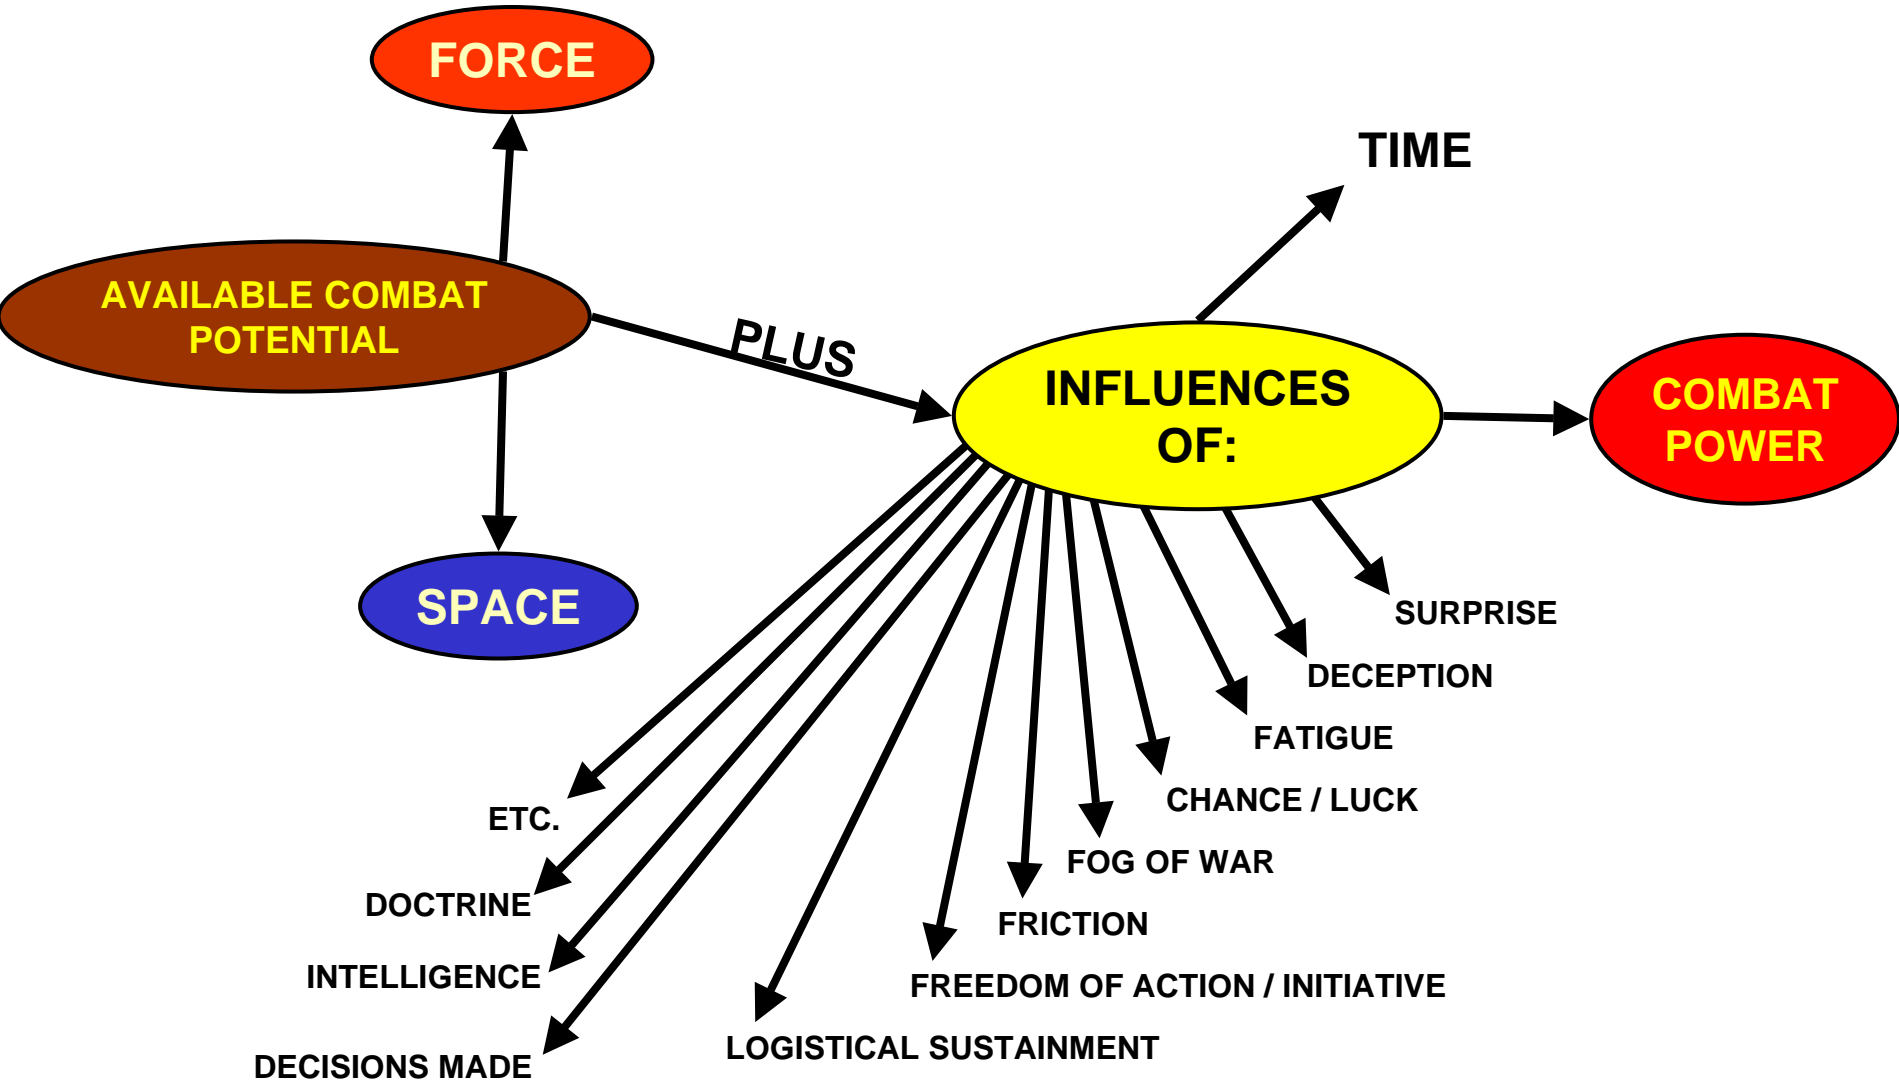 FORCE
TIME
AVAILABLE COMBAT
POTENTIAL
PLUS
INFLUENCES
OF:
COMBAT
POWER
SPACE
SURPRISE
DECEPTION
FATIGUE
CHANCE / LUCK
ETC.
FOG OF WAR
DOCTRINE
FRICTION
INTELLIGENCE
FREEDOM OF ACTION / INITIATIVE
LOGISTICAL SUSTAINMENT
DECISIONS MADE